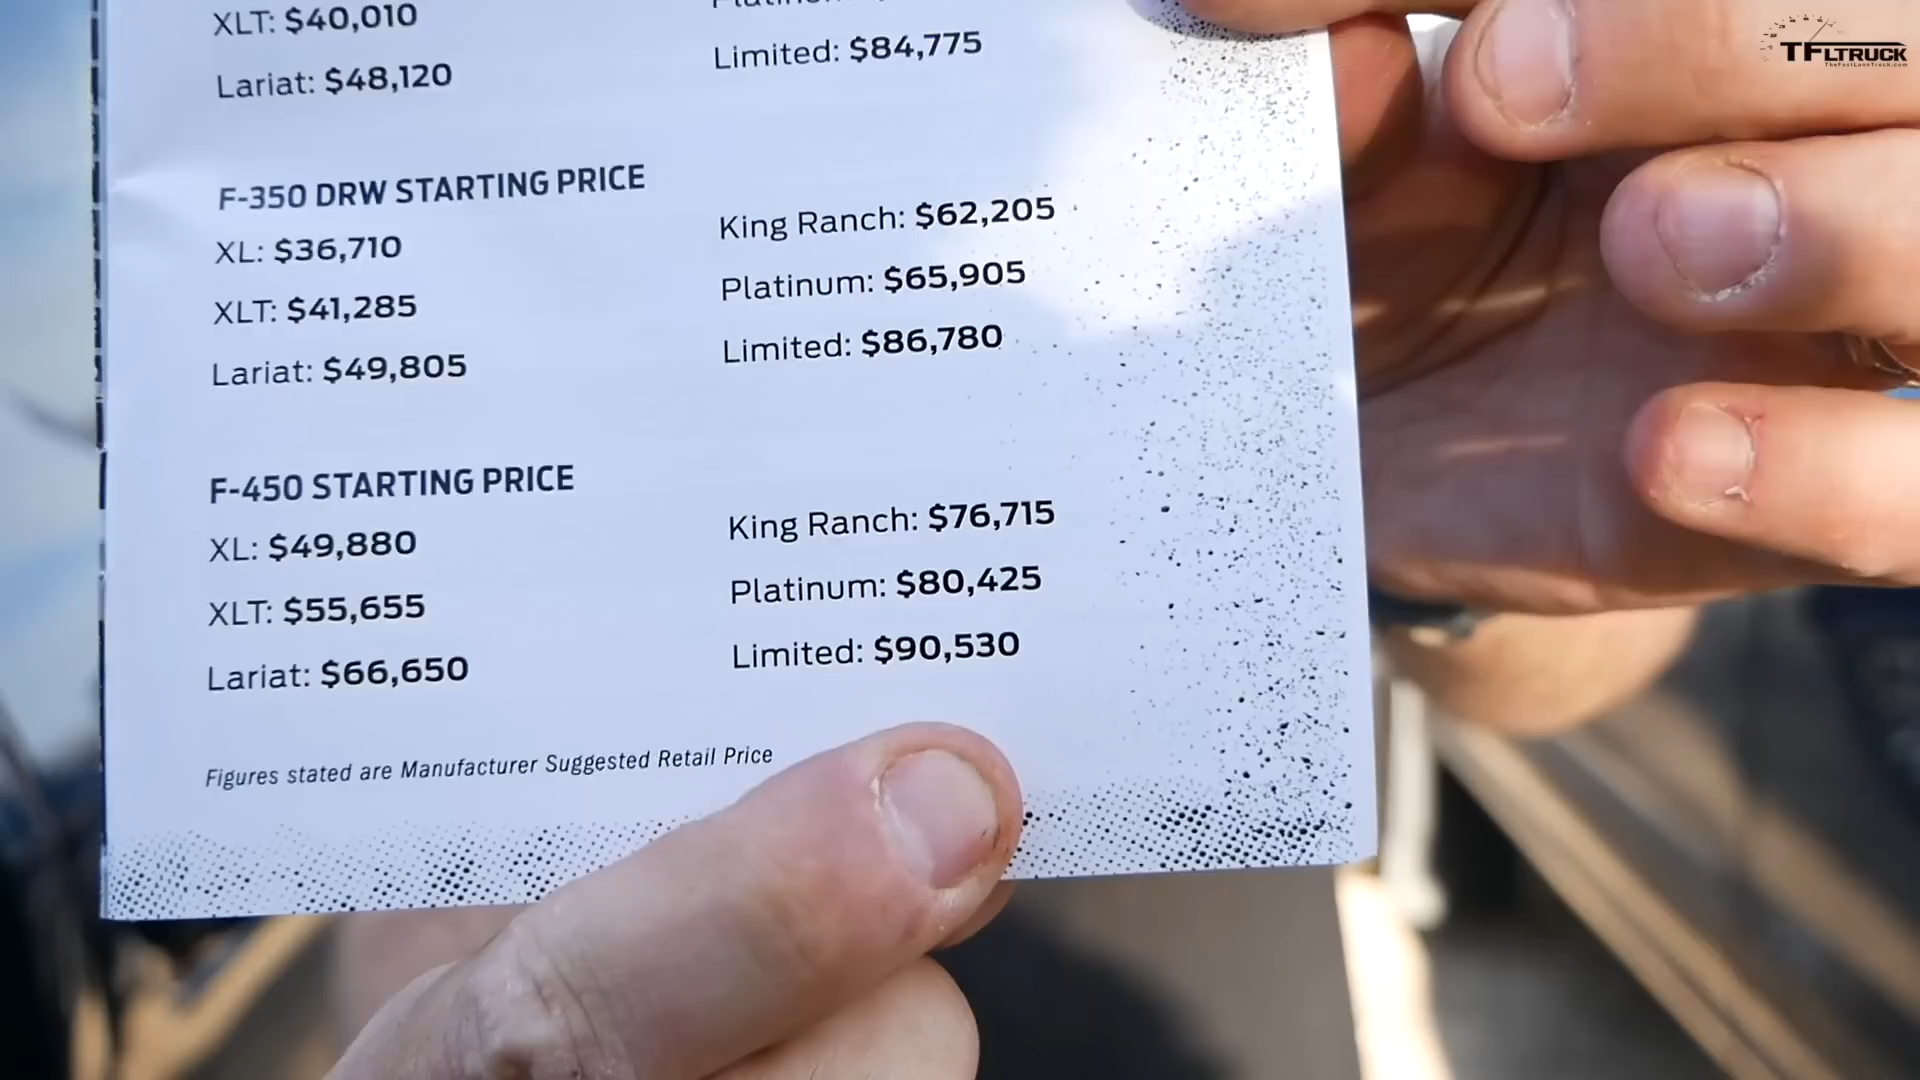 TFLTRUCK
TheFastLaneTruck.com
XLT: $40,010
Lariat: $48,120
Limited: $84,775
F-350 DRW STARTING PRICE
XL: $36,710
XLT: $41,285
Lariat: $49,805
King Ranch: $62,205
Platinum: $65,905
Limited: $86,780
F-450 STARTING PRICE
XL: $49,880
XLT: $55,655
Lariat: $66,650
King Ranch: $76,715
Platinum: $80,425
Limited: $90,530
Figures stated are Manufacturer Suggested Retail Price